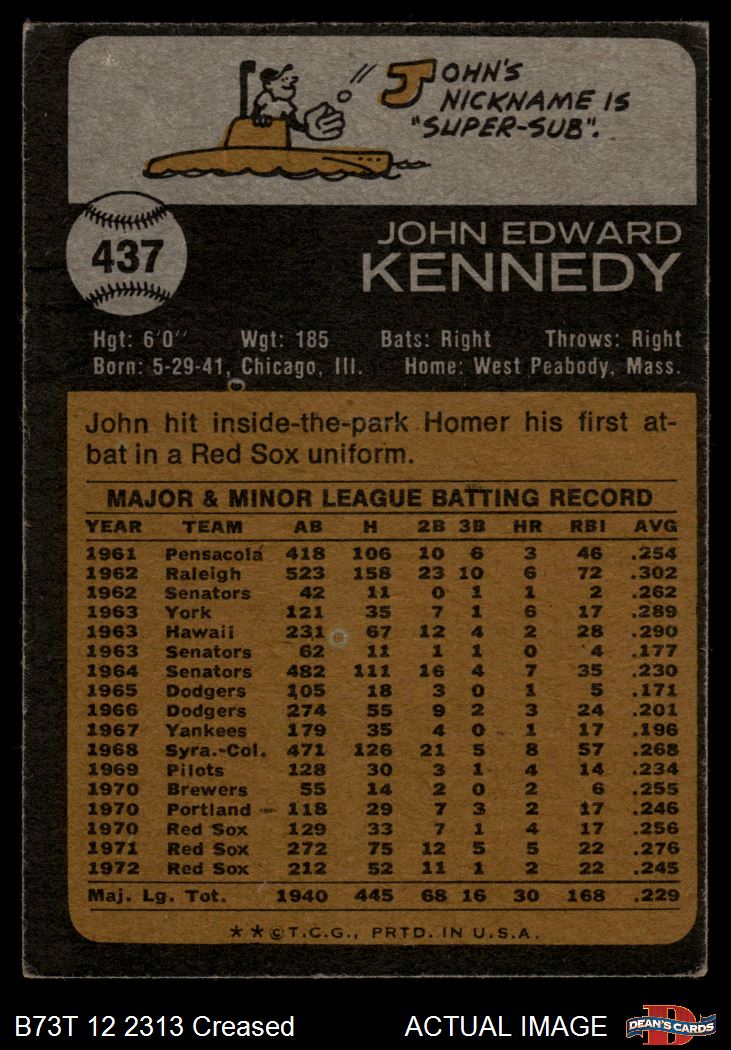 JOHN'S
NICKNAME IS
"SUPER-SUB".
437
JOHN EDWARD
KENNEDY
Hgt: 6'0" Wgt: 185 Bats: Right Throws: Right
Born: 5-29-41, Chicago, Ill. Home: West Peabody, Mass.
John hit inside-the-park Homer his first at-
bat in a Red Sox uniform.
MAJOR & MINOR LEAGUE BATTING RECORD
YEAR TEAM AB H 2B 3B HR RBI AVG
1961 Pensacola 418 106 10 6 3 46 .254
1962 Raleigh 523 158 23 10 6 72 .302
1962 Senators 42 11 0 1 1 2 .262
1963 York 121 35 7 1 6 17 .289
1963 Hawaii 231 67 12 4 2 28 .290
1963 Senators 62 11 1 1 0 4 .177
1964 Senators 482 111 16 4 7 35 .230
1965 Dodgers 105 18 3 0 1 5 .171
1966 Dodgers 274 55 9 2 3 24 .201
1967 Yankees 179 35 4 0 1 17 .196
1968 Syra.-Col. 471 126 21 5 8 57 .268
1969 Pilots 128 30 3 1 4 14 .234
1970 Brewers 55 14 2 0 2 6 .255
1970 Portland 118 29 7 3 2 17 .246
1970 Red Sox 129 33 7 1 4 17 .256
1971 Red Sox 272 75 12 5 5 22 .276
1972 Red Sox 212 52 11 1 2 22 .245
Maj. Lg. Tot. 1940 445 68 16 30 168 .229
**©T.C.G., PRTD. IN U.S.A.
B73T 12 2313 Creased ACTUAL IMAGE
D
DEAN'S CARDS